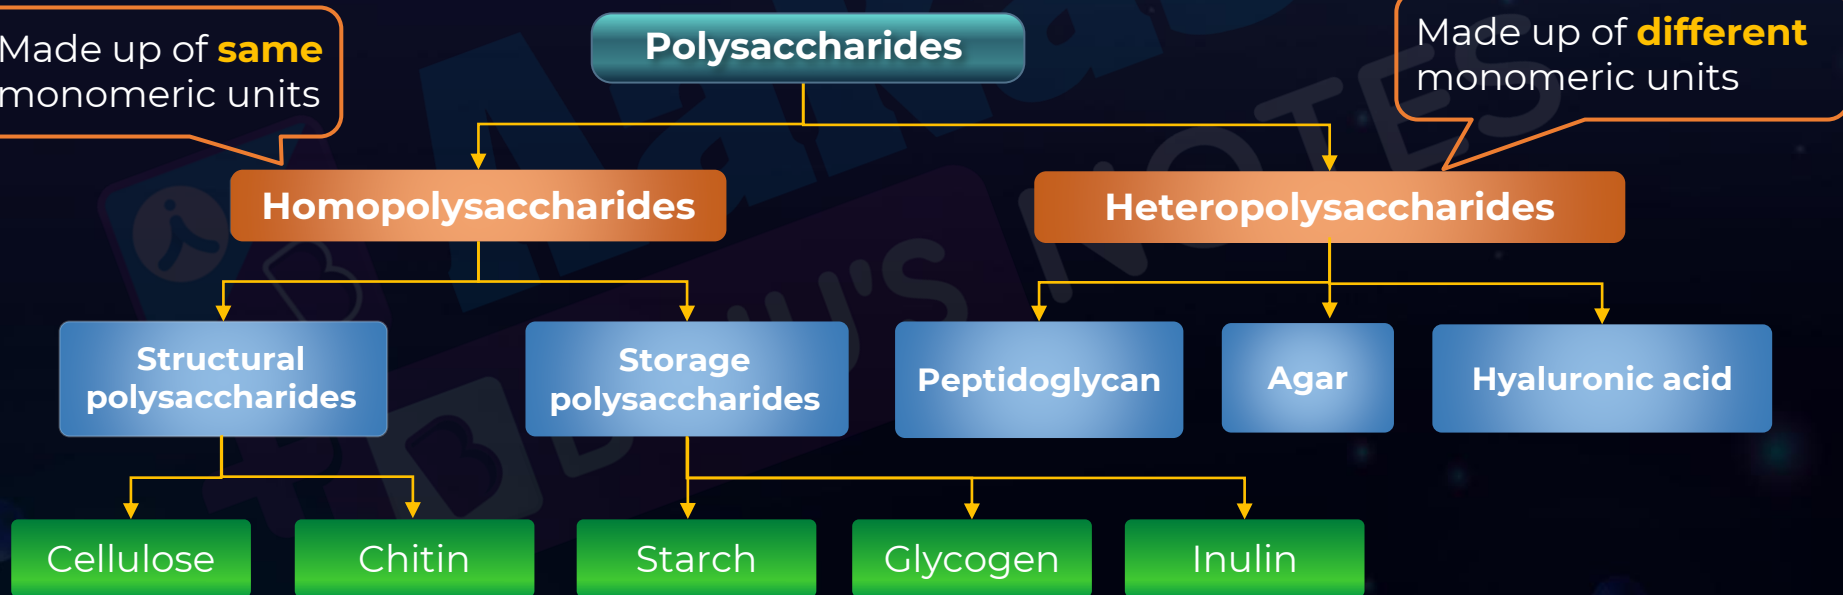 Made up of same
monomeric units
Polysaccharides
Made up of different
monomeric units
Homopolysaccharides
Heteropolysaccharides
Structural
polysaccharides
Storage
polysaccharides
Peptidoglycan
Agar
Hyaluronic acid
Cellulose
Chitin
Starch
Glycogen
Inulin
NOTES